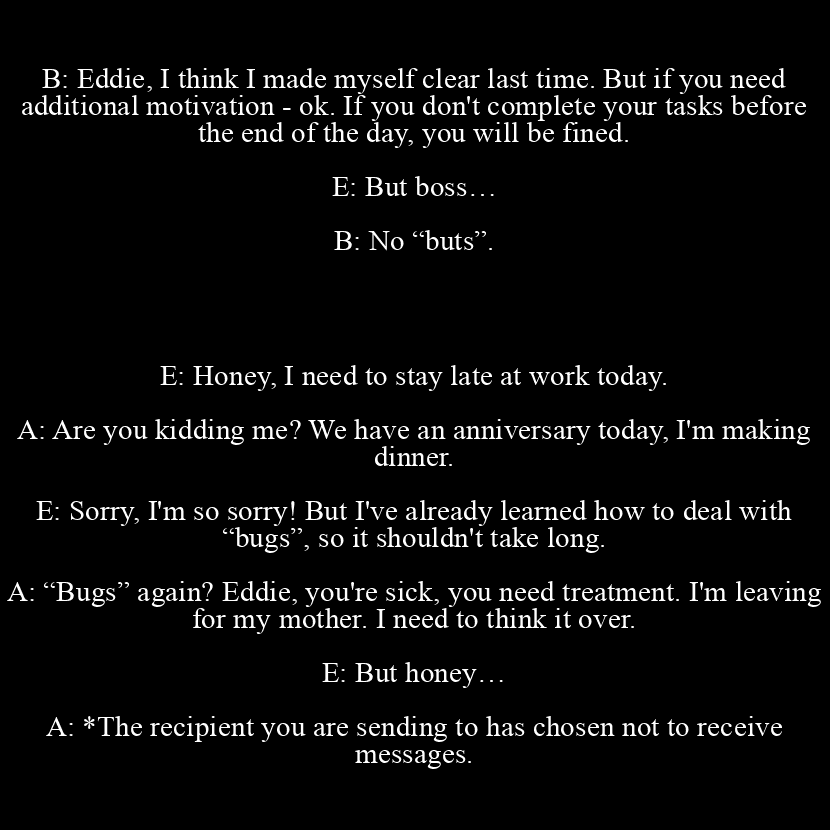 B: Eddie, I think I made myself clear last time. But if you need
additional motivation - ok. If you don't complete your tasks before
the end of the day, you will be fined.
E: But boss…
B: No “buts”.
E: Honey, I need to stay late at work today.
A: Are you kidding me? We have an anniversary today, I'm making
dinner.
E: Sorry, I'm so sorry! But I've already learned how to deal with
“bugs”, so it shouldn't take long.
A: “Bugs” again? Eddie, you're sick, you need treatment. I'm leaving
for my mother. I need to think it over.
E: But honey…
A: *The recipient you are sending to has chosen not to receive
messages.